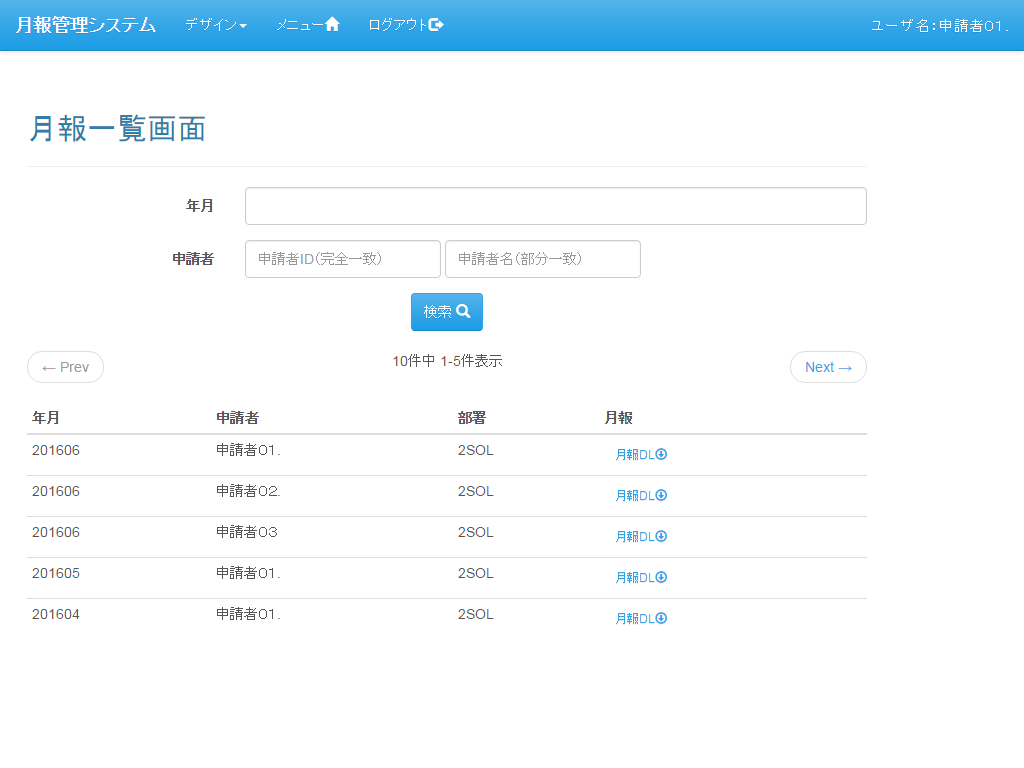 月報管理システム デザイン メニュー ログアウト ユーザ名:申請者01.
月報一覧画面
年月
申請者 申請者ID(完全一致) 申請者名(部分一致)
検索
← Prev 10件中 1-5件表示 Next →
年月 申請者 部署 月報
201606 申請者01. 2SOL 月報DL
201606 申請者02. 2SOL 月報DL
201606 申請者03 2SOL 月報DL
201605 申請者01. 2SOL 月報DL
201604 申請者01. 2SOL 月報DL